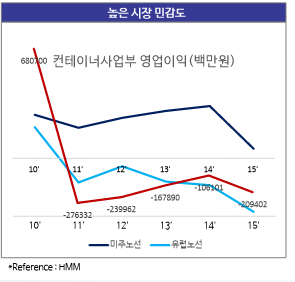 높은 시장 민감도
컨테이너사업부 영업이익(백만원)
680700
10' 11' 12' 13' 14' 15'
-276332 -239962 -167890 -106101 -209402
10' 11' 12' 13' 14' 15'
미주노선 유럽노선
*Reference : HMM